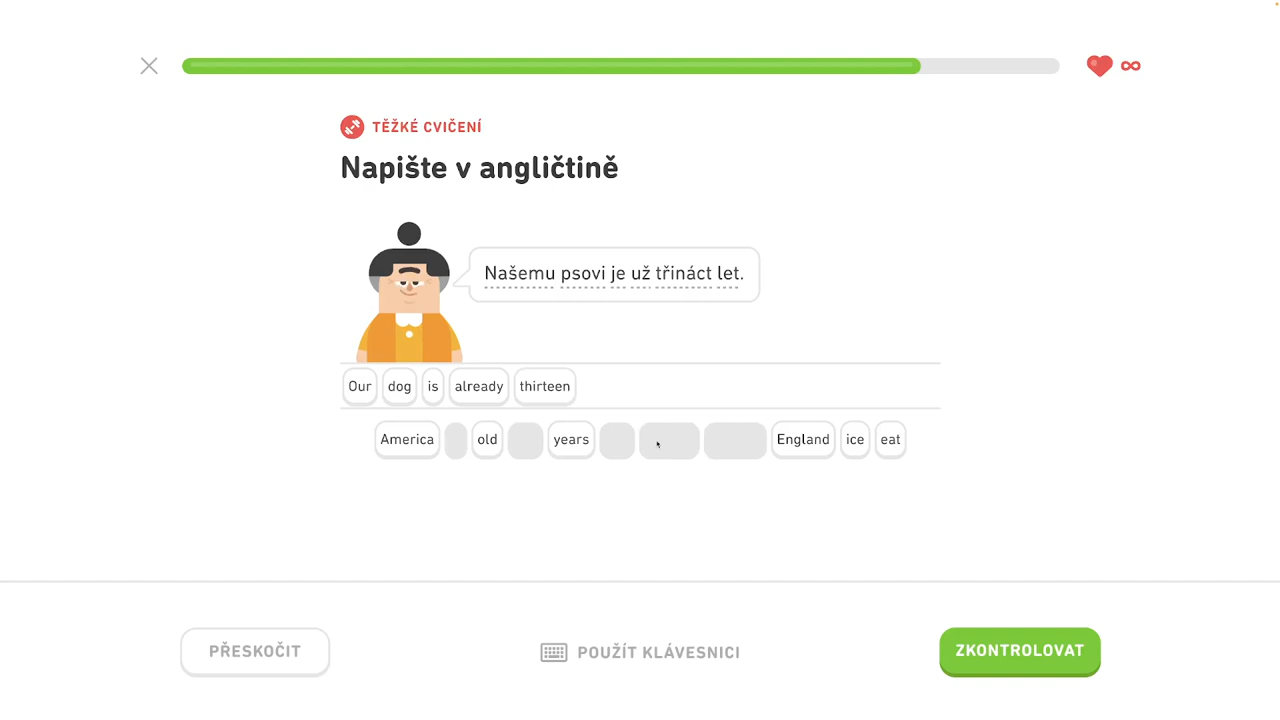 TĚŽKÉ CVIČENÍ
Napište v angličtině
Našemu psovi je už třináct let.
Our dog is already thirteen
America old years England ice eat
PŘESKOČIT POUŽÍT KLÁVESNICI ZKONTROLOVAT